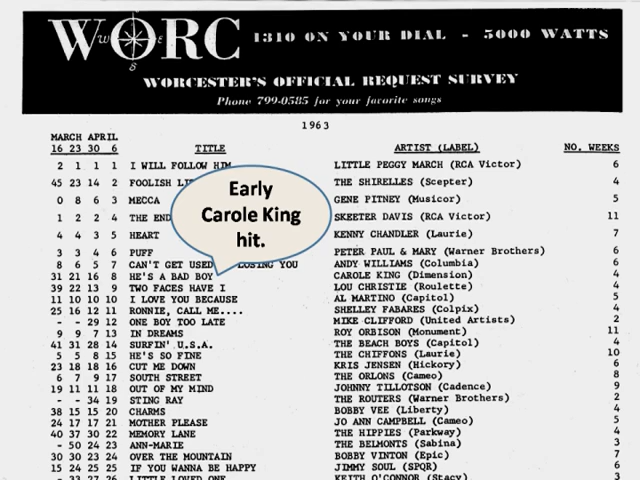 WORC 1310 ON YOUR DIAL - 5000 WATTS
W E S
WORCESTER'S OFFICIAL REQUEST SURVEY
Phone 799-0585 for your favorite songs
1963
MARCH APRIL
16 23 30 6 TITLE ARTIST (LABEL) NO. WEEKS
2 1 1 1 I WILL FOLLOW HIM LITTLE PEGGY MARCH (RCA Victor) 6
45 23 14 2 FOOLISH THE SHIRELLES (Scepter) 4
0 8 6 3 MECCA GENE PITNEY (Musicor) 5
1 2 2 4 THE END SKEETER DAVIS (RCA Victor) 11
4 4 3 5 HEART KENNY CHANDLER (Laurie) 7
3 3 4 6 PUFF PETER PAUL & MARY (Warner Brothers) 6
8 6 5 7 CAN'T GET USED LOSING YOU ANDY WILLIAMS (Columbia) 6
31 21 16 8 HE'S A BAD BOY CAROLE KING (Dimension) 4
39 22 13 9 TWO FACES HAVE I LOU CHRISTIE (Roulette) 4
11 10 10 10 I LOVE YOU BECAUSE AL MARTINO (Capitol) 5
25 16 12 11 RONNIE, CALL ME.... SHELLEY FABARES (Colpix) 4
- - 29 12 ONE BOY TOO LATE MIKE CLIFFORD (United Artists) 2
9 9 7 13 IN DREAMS ROY ORBISON (Monument) 11
41 31 28 14 SURFIN' U.S.A. THE BEACH BOYS (Capitol) 4
5 5 8 15 HE'S SO FINE THE CHIFFONS (Laurie) 10
23 18 18 16 CUT ME DOWN KRIS JENSEN (Hickory) 6
6 7 9 17 SOUTH STREET THE ORLONS (Cameo) 8
19 11 11 18 OUT OF MY MIND JOHNNY TILLOTSON (Cadence) 9
- - 34 19 STING RAY THE ROUTERS (Warner Brothers) 2
38 15 15 20 CHARMS BOBBY VEE (Liberty) 4
24 17 17 21 MOTHER PLEASE JO ANN CAMPBELL (Cameo) 5
40 37 30 22 MEMORY LANE THE HIPPIES (Parkway) 4
- 50 24 23 ANN-MARIE THE BELMONTS (Sabina) 3
30 30 23 24 OVER THE MOUNTAIN BOBBY VINTON (Epic) 7
15 24 25 25 IF YOU WANNA BE HAPPY JIMMY SOUL (SPQR) 6
- 33 27 26 LITTLE LOVED ONE KEITH O'CONNOR (Stacy) 3
Early
Carole King
hit.